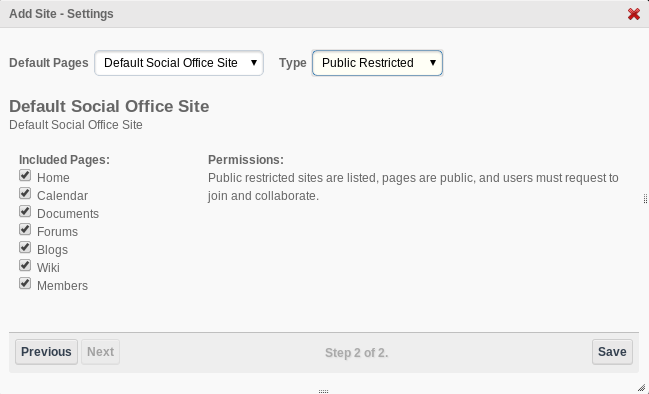 Add Site - Settings
Default Pages Default Social Office Site Type Public Restricted
Default Social Office Site
Default Social Office Site
Included Pages:
Home
Calendar
Documents
Forums
Blogs
Wiki
Members
Permissions:
Public restricted sites are listed, pages are public, and users must request to
join and collaborate.
Previous Next Step 2 of 2. Save